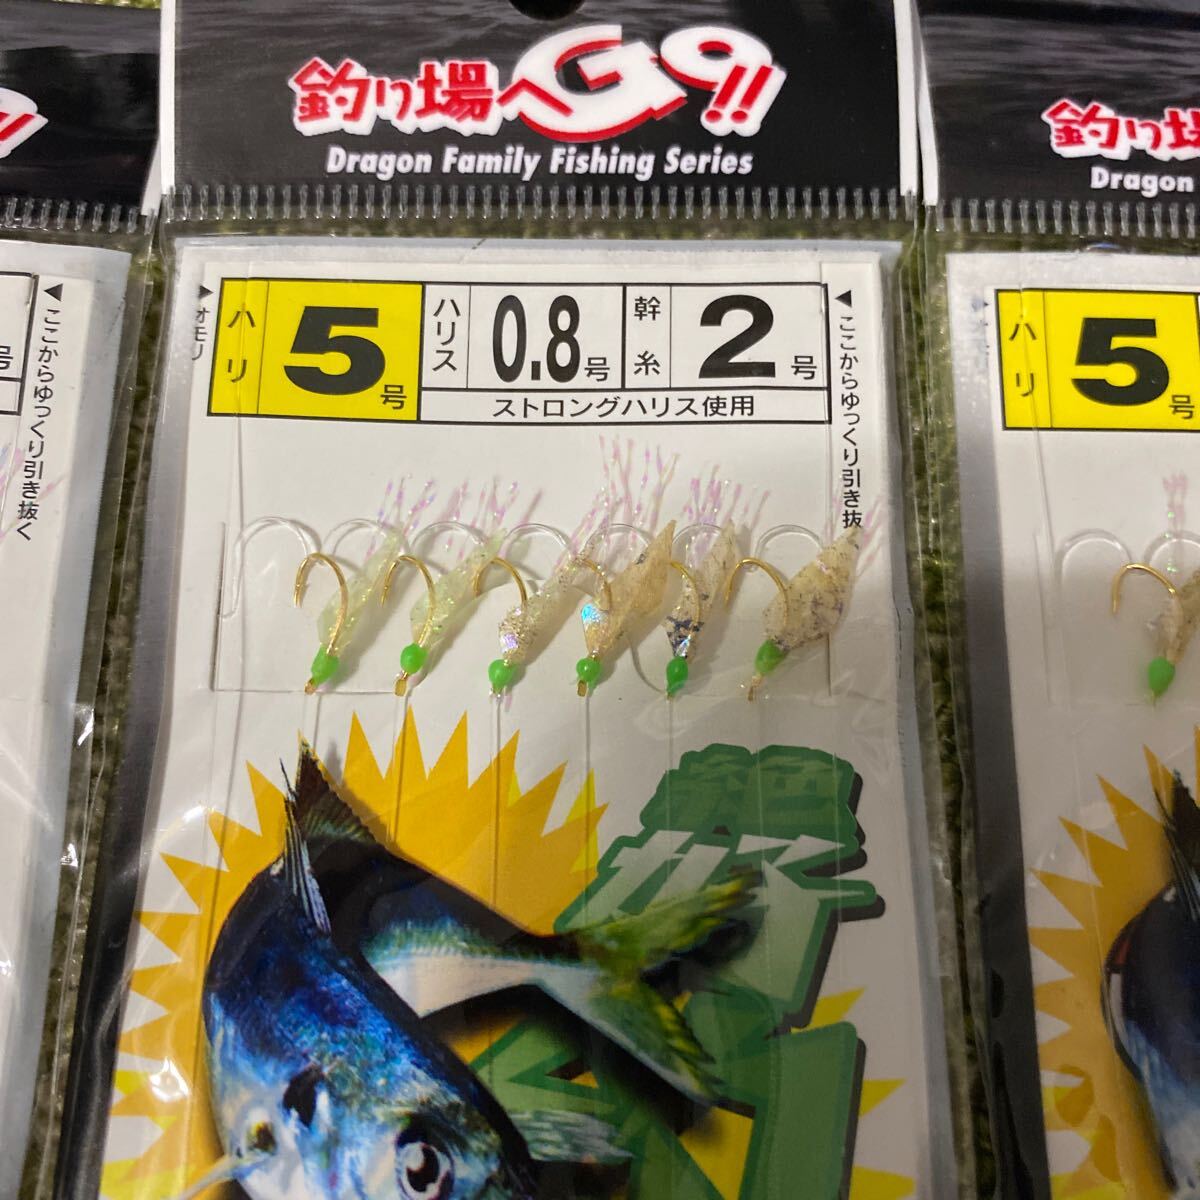 釣り場へGO!!
Dragon Family Fishing Series
オモリ
ハリ 5号
ハリス 0.8号
幹糸 2号
ストロングハリス使用
ここからゆっくり引き抜
絶好
!!
号
ここからゆっくり引き抜く
釣り場
Dragon
ハリ 5号